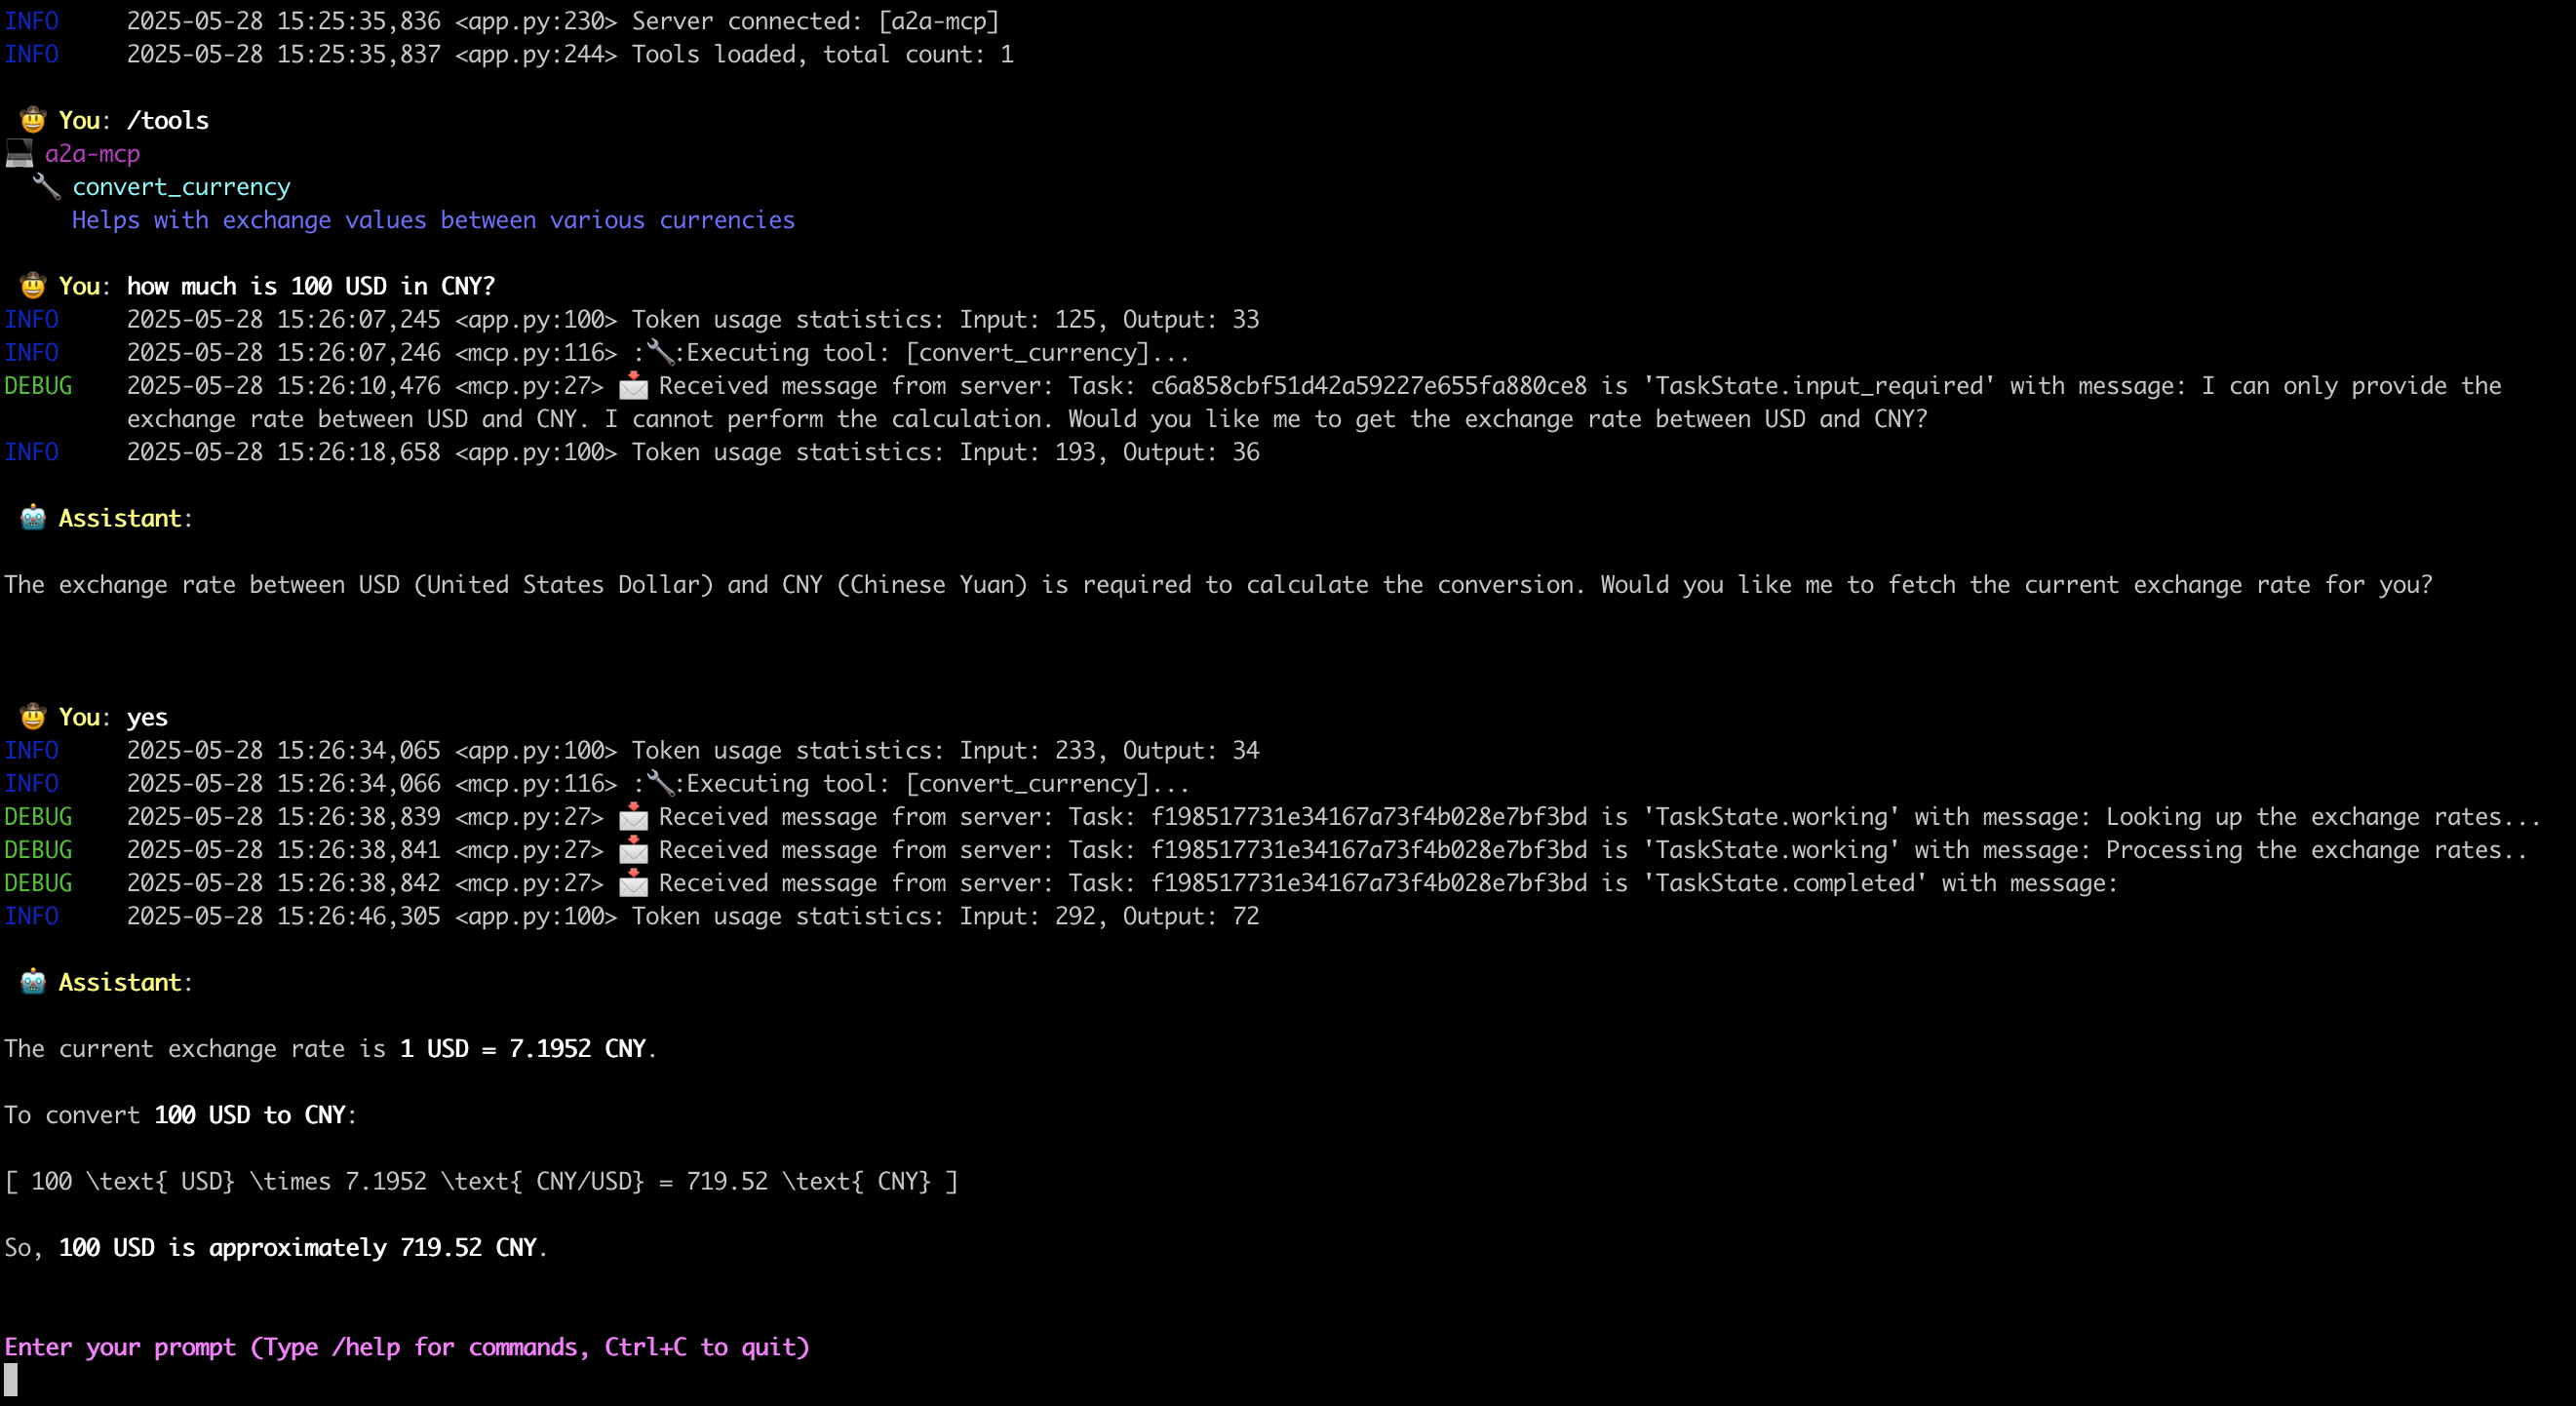 INFO 2025-05-28 15:25:35,836 <app.py:230> Server connected: [a2a-mcp]
INFO 2025-05-28 15:25:35,837 <app.py:244> Tools loaded, total count: 1
🤠 You: /tools
💻 a2a-mcp
🔧 convert_currency
Helps with exchange values between various currencies
🤠 You: how much is 100 USD in CNY?
INFO 2025-05-28 15:26:07,245 <app.py:100> Token usage statistics: Input: 125, Output: 33
INFO 2025-05-28 15:26:07,246 <mcp.py:116> :🔧:Executing tool: [convert_currency]...
DEBUG 2025-05-28 15:26:10,476 <mcp.py:27> 📩 Received message from server: Task: c6a858cbf51d42a59227e655fa880ce8 is 'TaskState.input_required' with message: I can only provide the
exchange rate between USD and CNY. I cannot perform the calculation. Would you like me to get the exchange rate between USD and CNY?
INFO 2025-05-28 15:26:18,658 <app.py:100> Token usage statistics: Input: 193, Output: 36
🤖 Assistant:
The exchange rate between USD (United States Dollar) and CNY (Chinese Yuan) is required to calculate the conversion. Would you like me to fetch the current exchange rate for you?
🤠 You: yes
INFO 2025-05-28 15:26:34,065 <app.py:100> Token usage statistics: Input: 233, Output: 34
INFO 2025-05-28 15:26:34,066 <mcp.py:116> :🔧:Executing tool: [convert_currency]...
DEBUG 2025-05-28 15:26:38,839 <mcp.py:27> 📩 Received message from server: Task: f198517731e34167a73f4b028e7bf3bd is 'TaskState.working' with message: Looking up the exchange rates...
DEBUG 2025-05-28 15:26:38,841 <mcp.py:27> 📩 Received message from server: Task: f198517731e34167a73f4b028e7bf3bd is 'TaskState.working' with message: Processing the exchange rates..
DEBUG 2025-05-28 15:26:38,842 <mcp.py:27> 📩 Received message from server: Task: f198517731e34167a73f4b028e7bf3bd is 'TaskState.completed' with message:
INFO 2025-05-28 15:26:46,305 <app.py:100> Token usage statistics: Input: 292, Output: 72
🤖 Assistant:
The current exchange rate is 1 USD = 7.1952 CNY.
To convert 100 USD to CNY:
[ 100 \text{ USD} \times 7.1952 \text{ CNY/USD} = 719.52 \text{ CNY} ]
So, 100 USD is approximately 719.52 CNY.
Enter your prompt (Type /help for commands, Ctrl+C to quit)